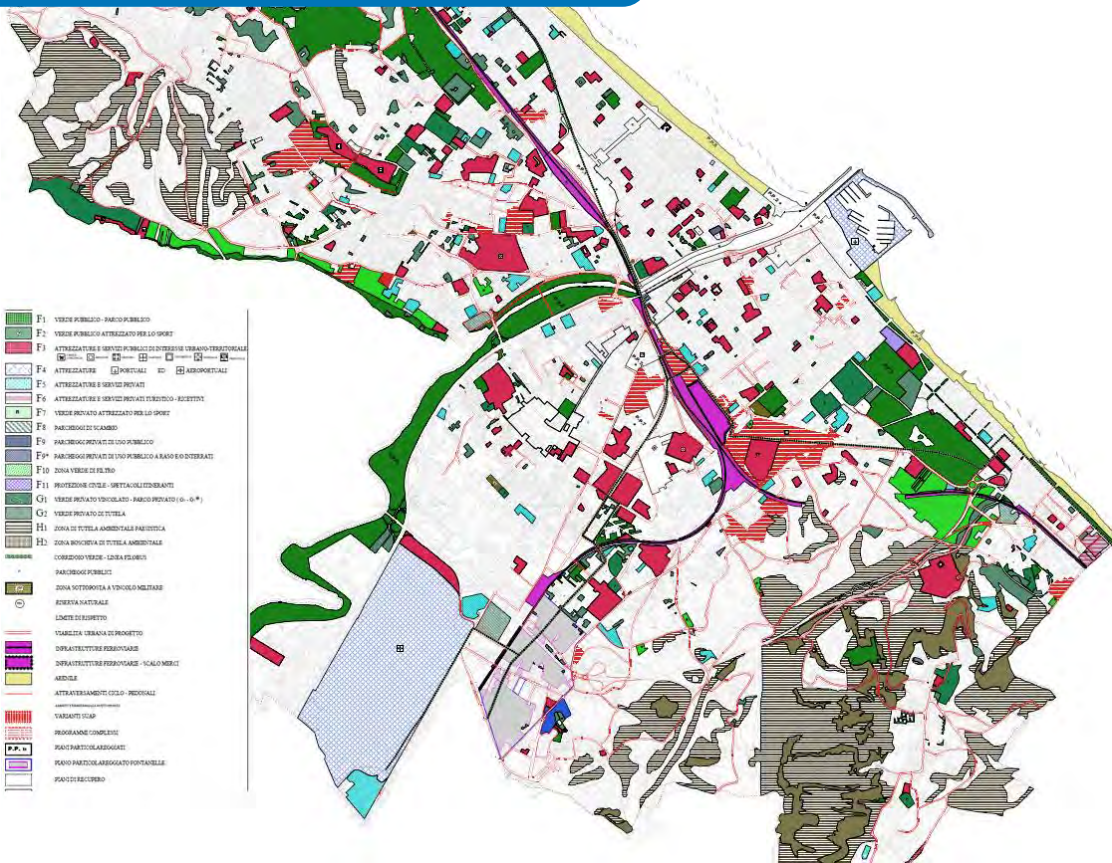 F1 VERDE PUBBLICO - PARCO PUBBLICO
F2 VERDE PUBBLICO ATTREZZATO PER LO SPORT
F3 ATTREZZATURE E SERVIZI PUBBLICI DI INTERESSE URBANO-TERRITORIALE
F4 ATTREZZATURE PORTUALI ED AEROPORTUALI
F5 ATTREZZATURE E SERVIZI PRIVATI
F6 ATTREZZATURE E SERVIZI PRIVATI TURISTICO - RICETTIVI
F7 VERDE PRIVATO ATTREZZATO PER LO SPORT
F8 PARCHEGGI DI SCAMBIO
F9 PARCHEGGI PRIVATI DI USO PUBBLICO
F9* PARCHEGGI PRIVATI DI USO PUBBLICO A RASO E/O INTERRATI
F10 ZONA VERDE DI FILTRO
F11 PROTEZIONE CIVILE - SPETTACOLI ITINERANTI
G1 VERDE PRIVATO VINCOLATO - PARCO PRIVATO
G2 VERDE PRIVATO DI TUTELA
H1 ZONA DI TUTELA AMBIENTALE PAESISTICA
H2 ZONA BOSCHIVA DI TUTELA AMBIENTALE
CORRIDOIO VERDE - LINEA FILOBUS
PARCHEGGI PUBBLICI
ZONA SOTTOPOSTA A VINCOLO MILITARE
RISERVA NATURALE
LIMITE DI RISPETTO
VIABILITA' URBANA DI PROGETTO
INFRASTRUTTURE FERROVIARIE
INFRASTRUTTURE FERROVIARIE - SCALO MERCI
ARENILE
ATTRAVERSAMENTI CICLO - PEDONALI
VARIANTI SUAP
PROGRAMMI COMPLESSI
P.P. n PIANI PARTICOLAREGGIATI
PIANO PARTICOLAREGGIATO FONTANELLE
PIANI DI RECUPERO